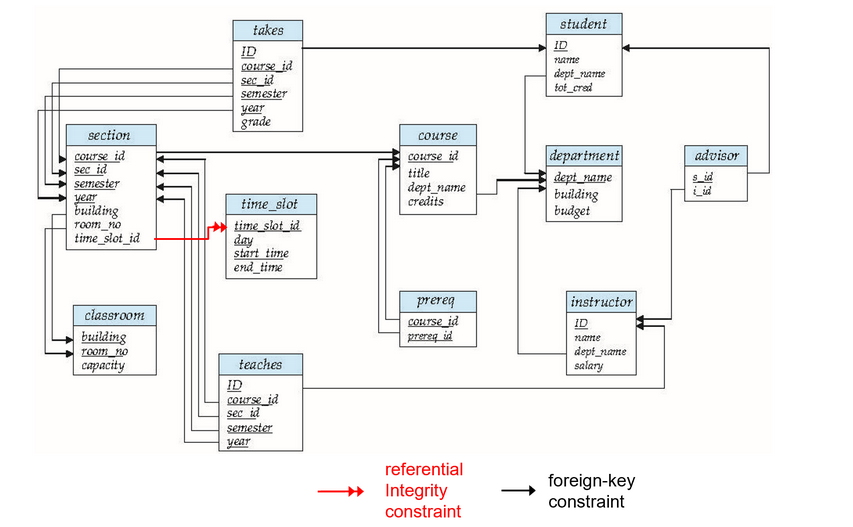 takes
ID
course_id
sec_id
semester
year
grade
student
ID
name
dept_name
tot_cred
section
course_id
sec_id
semester
year
building
room_no
time_slot_id
course
course_id
title
dept_name
credits
department
dept_name
building
budget
advisor
s_id
i_id
time_slot
time_slot_id
day
start_time
end_time
prereq
course_id
prereq_id
instructor
ID
name
dept_name
salary
classroom
building
room_no
capacity
teaches
ID
course_id
sec_id
semester
year
referential
Integrity
constraint
foreign-key
constraint